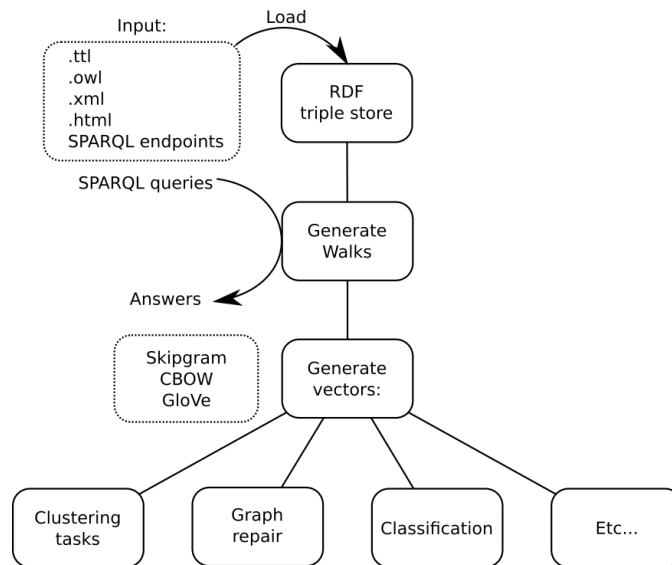 Input:
Load
.ttl
.owl
.xml
.html
SPARQL endpoints
RDF
triple store
SPARQL queries
Generate
Walks
Answers
Skipgram
CBOW
GloVe
Generate
vectors:
Clustering
tasks
Graph
repair
Classification
Etc...